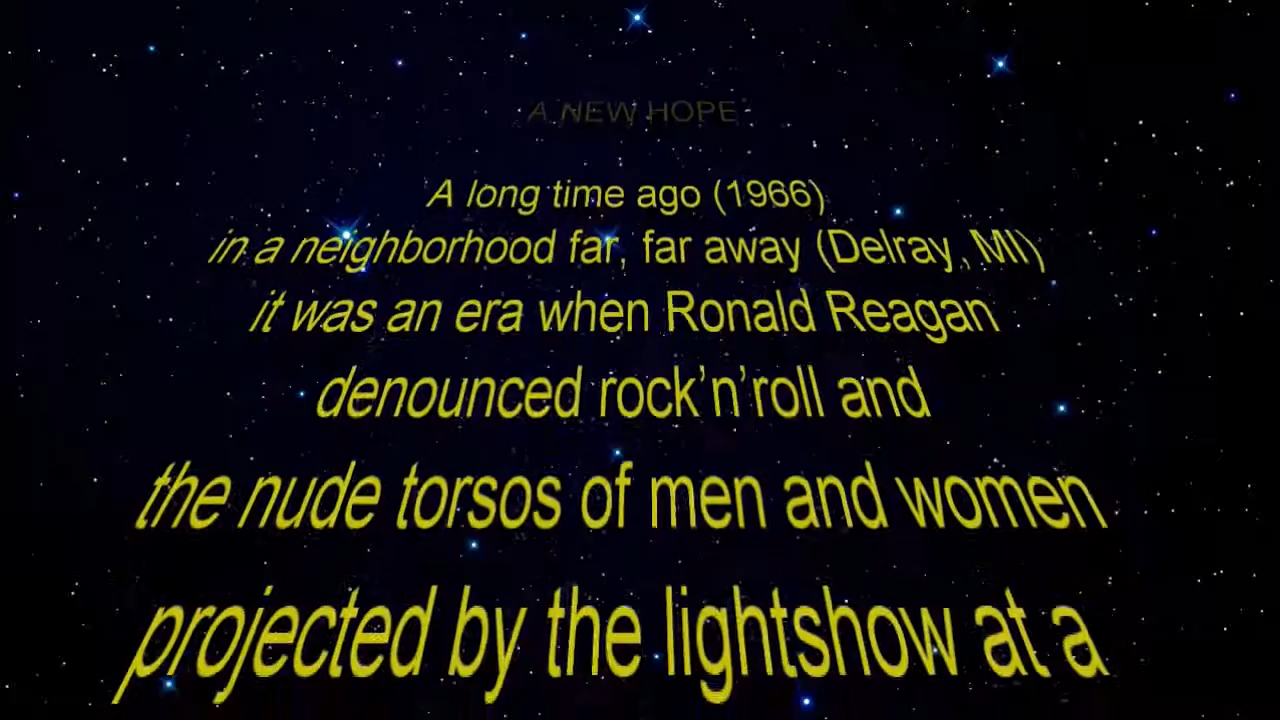 A NEW HOPE
A long time ago (1966)
in a neighborhood far, far away (Delray, MI)
it was an era when Ronald Reagan
denounced rock’n’roll and
the nude torsos of men and women
projected by the lightshow at a